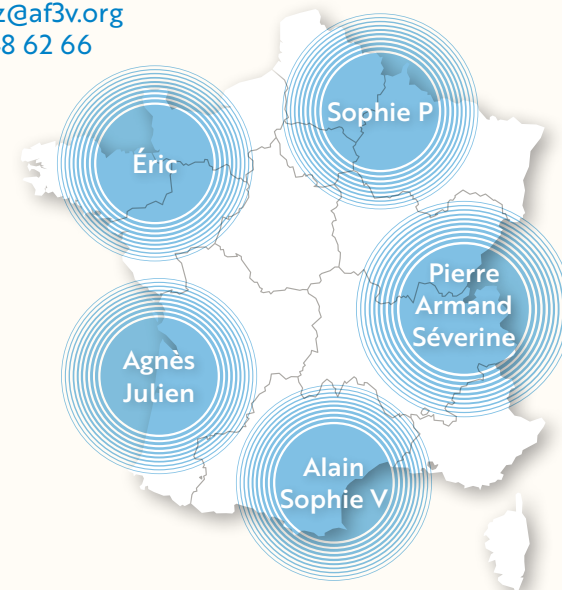 z@af3v.org
8 62 66
Sophie P
Éric
Pierre
Armand
Séverine
Agnès
Julien
Alain
Sophie V